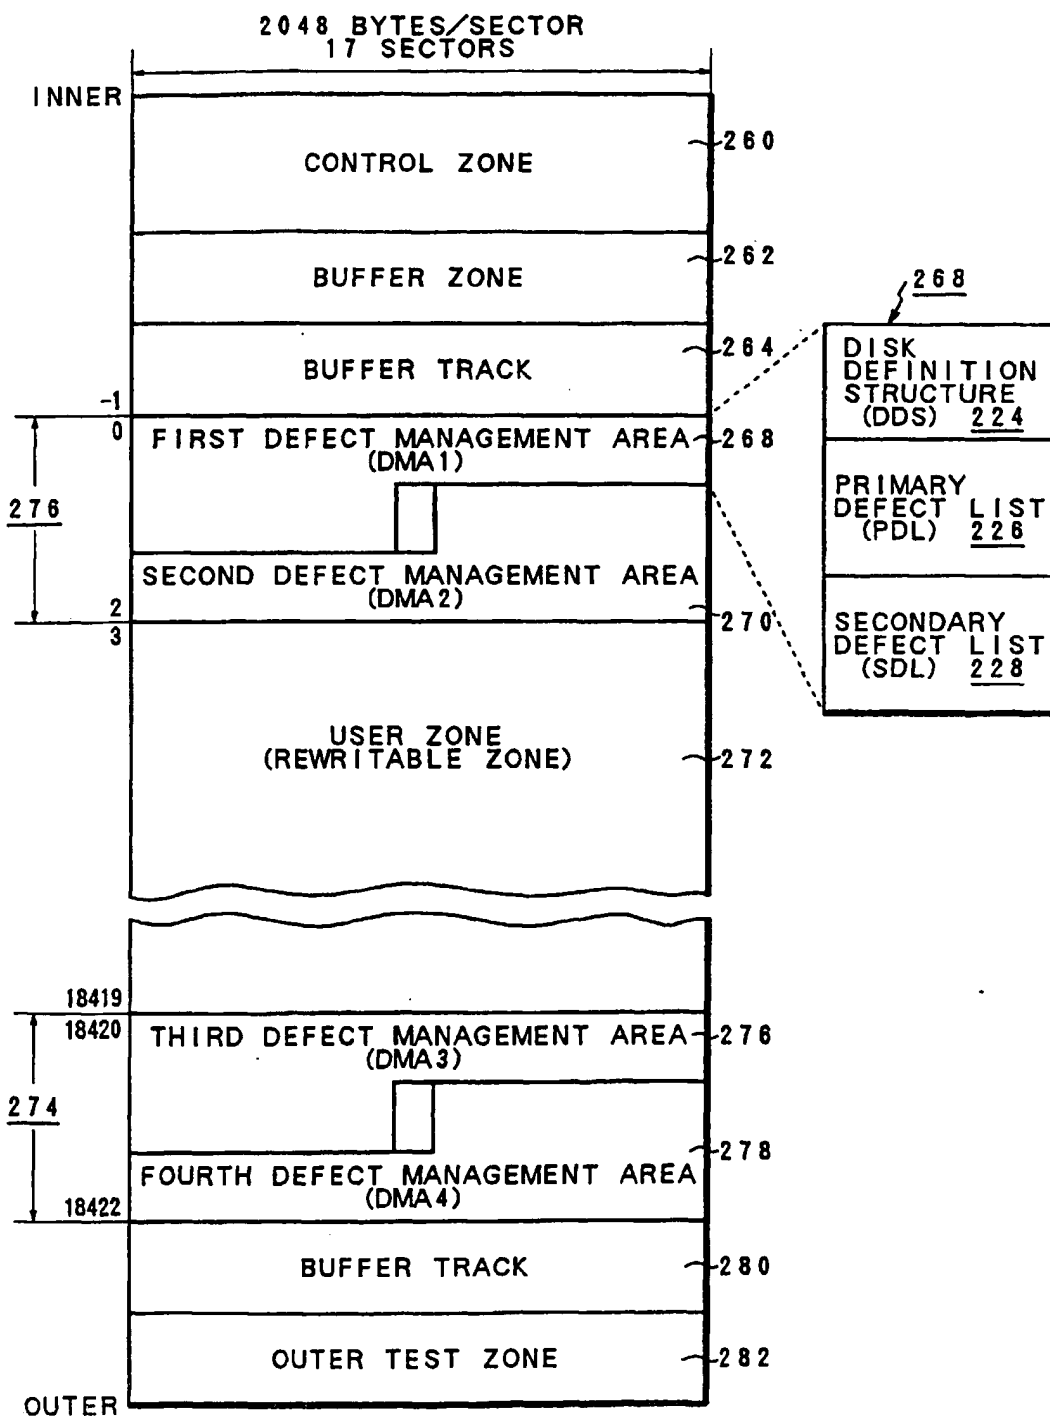 2048 BYTES/SECTOR
17 SECTORS
INNER
CONTROL ZONE
260
BUFFER ZONE
262
BUFFER TRACK
264
268
DISK
DEFINITION
STRUCTURE
(DDS) 224
PRIMARY
DEFECT LIST
(PDL) 226
SECONDARY
DEFECT LIST
(SDL) 228
-1
0
FIRST DEFECT MANAGEMENT AREA
(DMA1)
268
276
SECOND DEFECT MANAGEMENT AREA
(DMA2)
270
2
3
USER ZONE
(REWRITABLE ZONE)
272
18419
18420
THIRD DEFECT MANAGEMENT AREA
(DMA3)
276
274
278
FOURTH DEFECT MANAGEMENT AREA
(DMA4)
18422
BUFFER TRACK
280
OUTER TEST ZONE
282
OUTER